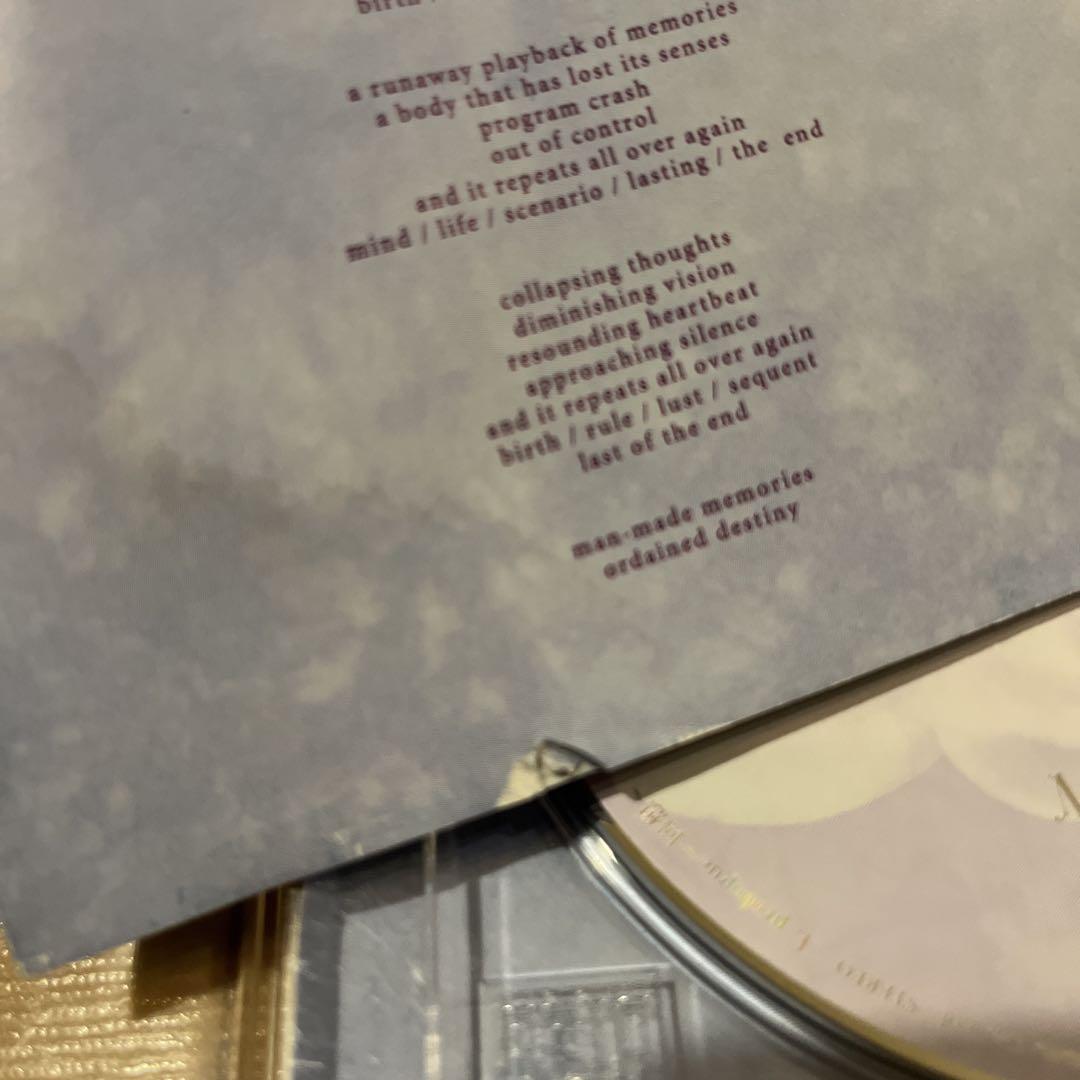 birth
a runaway playback of memories
a body that has lost its senses
program crash
out of control
and it repeats all over again
mind / life / scenario / lasting / the end
collapsing thoughts
diminishing vision
resounding heartbeat
approaching silence
and it repeats all over again
birth / rule / lust / sequent
last of the end
man-made memories
ordained destiny